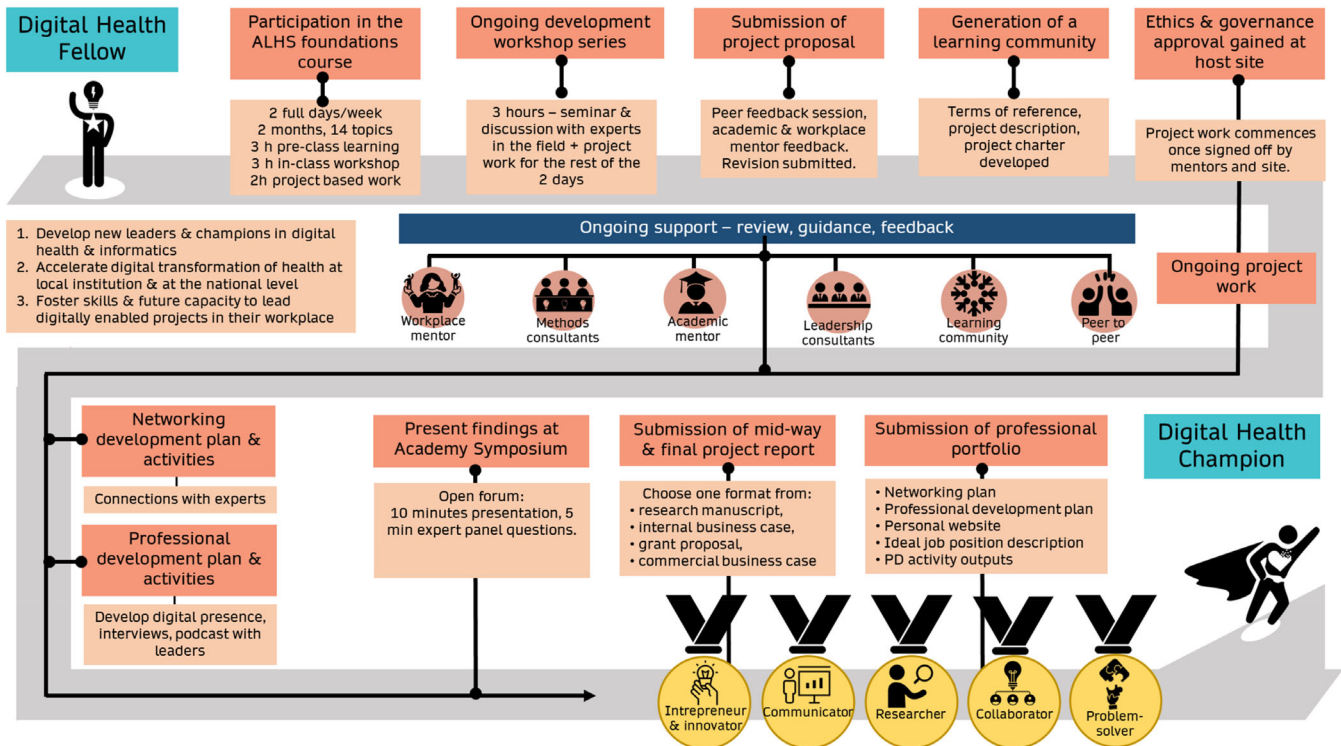 Digital Health
Fellow
Participation in the
ALHS foundations
course
2 full days/week
2 months, 14 topics
3 h pre-class learning
3 h in-class workshop
2h project based work
Ongoing development
workshop series
3 hours – seminar &
discussion with experts
in the field + project
work for the rest of the
2 days
Submission of
project proposal
Peer feedback session,
academic & workplace
mentor feedback.
Revision submitted.
Generation of a
learning community
Terms of reference,
project description,
project charter
developed
Ethics & governance
approval gained at
host site
Project work commences
once signed off by
mentors and site.
1. Develop new leaders & champions in digital
health & informatics
2. Accelerate digital transformation of health at
local institution & at the national level
3. Foster skills & future capacity to lead
digitally enabled projects in their workplace
Ongoing support – review, guidance, feedback
Workplace
mentor
Methods
consultants
Academic
mentor
Leadership
consultants
Learning
community
Peer to
peer
Ongoing project
work
Networking
development plan &
activities
Connections with experts
Professional
development plan &
activities
Develop digital presence,
interviews, podcast with
leaders
Present findings at
Academy Symposium
Open forum:
10 minutes presentation, 5
min expert panel questions.
Submission of mid-way
& final project report
Choose one format from:
• research manuscript,
• internal business case,
• grant proposal,
• commercial business case
Submission of professional
portfolio
• Networking plan
• Professional development plan
• Personal website
• Ideal job position description
• PD activity outputs
Digital Health
Champion
Intrepreneur
& innovator
Communicator
Researcher
Collaborator
Problem-
solver